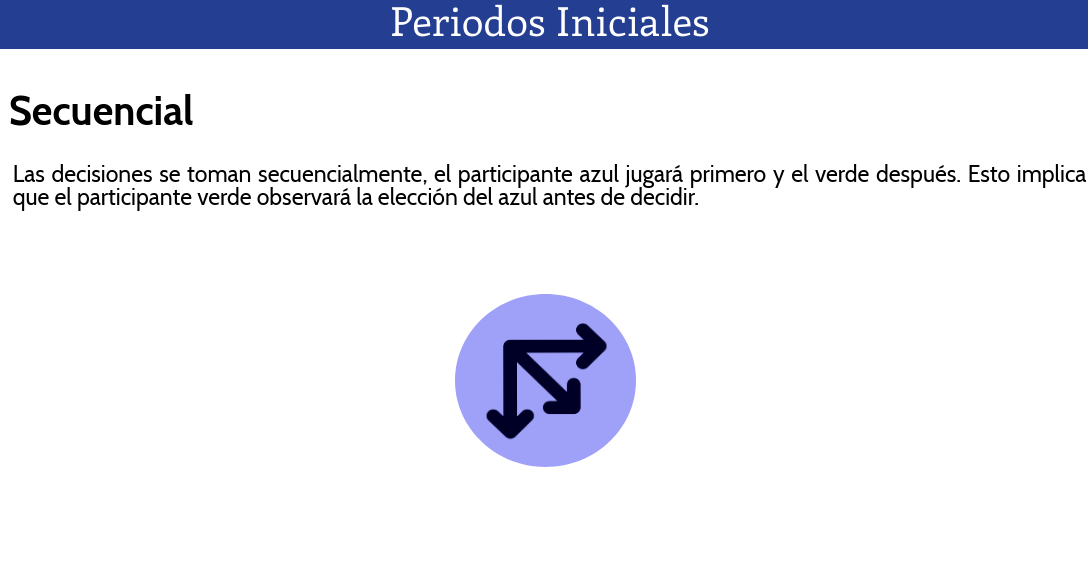 Periodos Iniciales
Secuencial
Las decisiones se toman secuencialmente, el participante azul jugará primero y el verde después. Esto implica
que el participante verde observará la elección del azul antes de decidir.